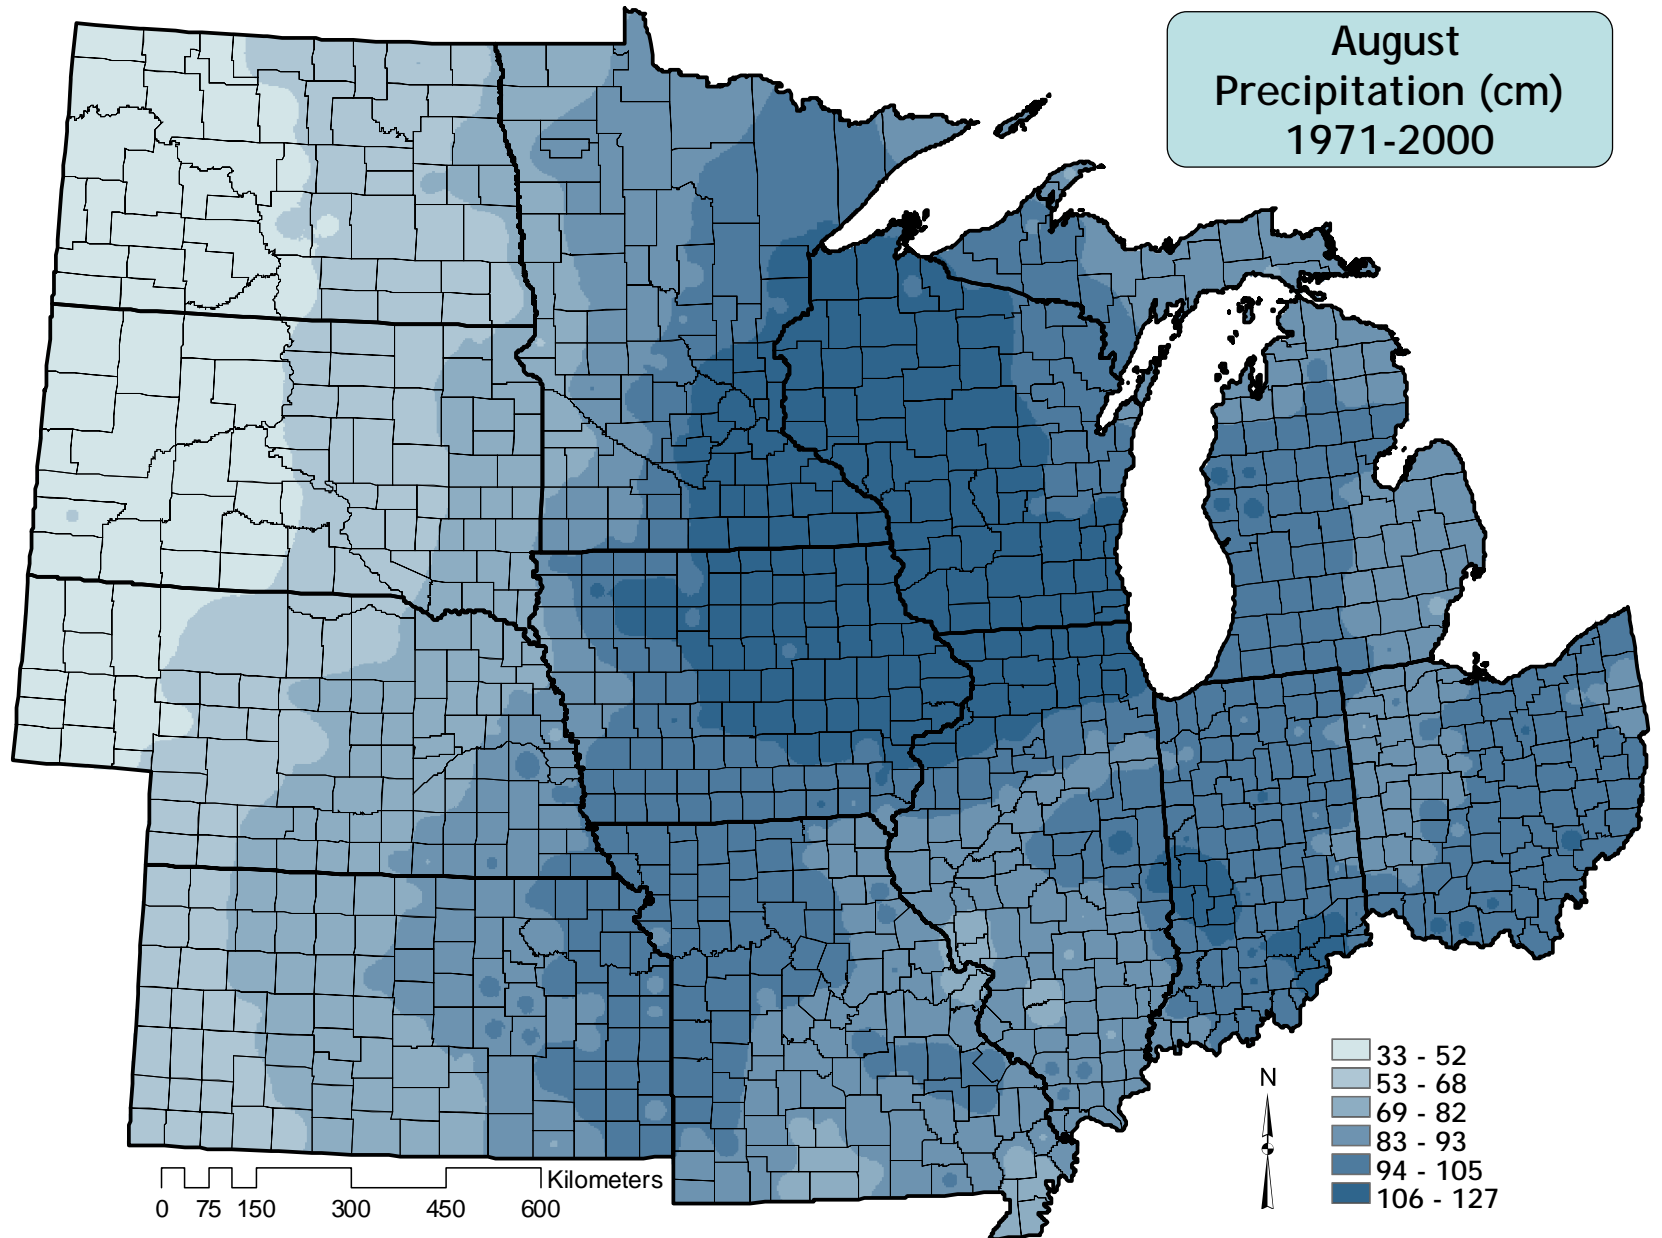 August
Precipitation (cm)
1971-2000
N
33 - 52
53 - 68
69 - 82
83 - 93
94 - 105
106 - 127
Kilometers
0 75 150 300 450 600